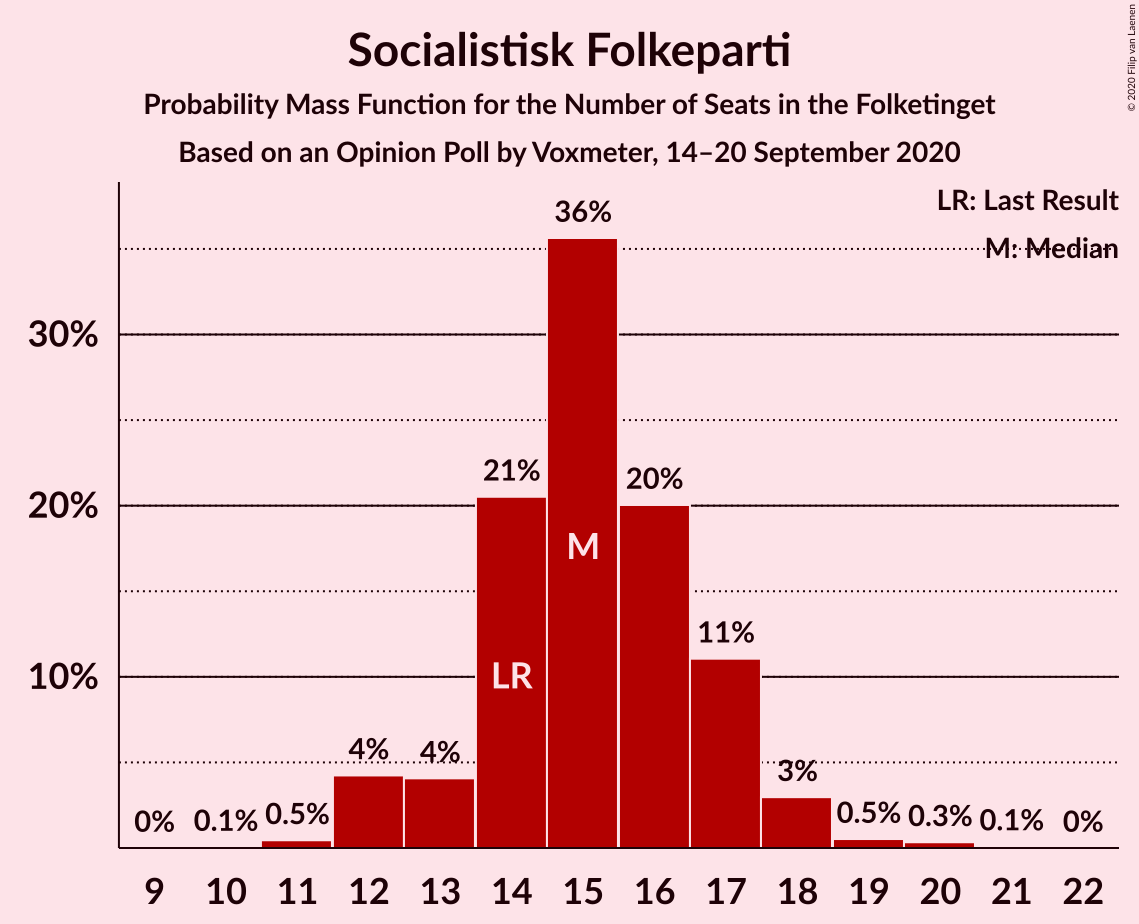 Socialistisk Folkeparti
Probability Mass Function for the Number of Seats in the Folketinget
Based on an Opinion Poll by Voxmeter, 14–20 September 2020
© 2020 Filip van Laenen
LR: Last Result
M: Median
36%
30%
21%
20%
20%
M
11%
10%
LR
4%
4%
3%
0%
0.1%
0.5%
0.5%
0.3%
0.1%
0%
9 10 11 12 13 14 15 16 17 18 19 20 21 22